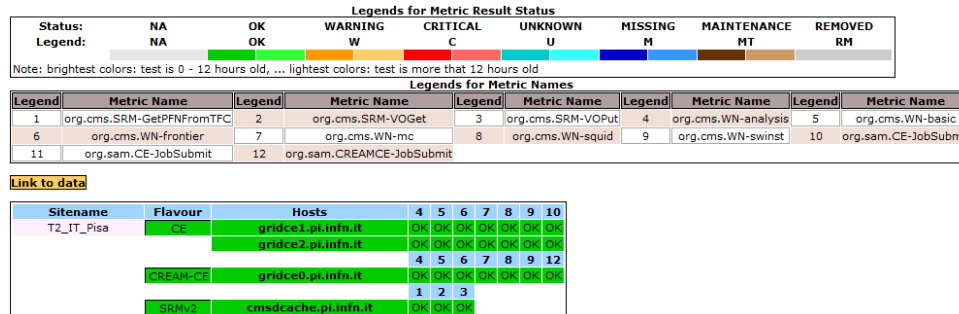 Legends for Metric Result Status
Status: NA OK WARNING CRITICAL UNKNOWN MISSING MAINTENANCE REMOVED
Legend: NA OK W C U M MT RM
Note: brightest colors: test is 0 - 12 hours old, ... lightest colors: test is more that 12 hours old
Legends for Metric Names
Legend Metric Name Legend Metric Name Legend Metric Name Legend Metric Name Legend Metric Name
1 org.cms.SRM-GetPFNFromTFC 2 org.cms.SRM-VOGet 3 org.cms.SRM-VOPut 4 org.cms.WN-analysis 5 org.cms.WN-basic
6 org.cms.WN-frontier 7 org.cms.WN-mc 8 org.cms.WN-squid 9 org.cms.WN-swinst 10 org.sam.CE-JobSubm
11 org.sam.CE-JobSubmit 12 org.sam.CREAMCE-JobSubmit
Link to data
Sitename Flavour Hosts 4 5 6 7 8 9 10
T2_IT_Pisa CE gridce1.pi.infn.it OK OK OK OK OK OK OK
gridce2.pi.infn.it OK OK OK OK OK OK OK
4 5 6 7 8 9 12
CREAM-CE gridce0.pi.infn.it OK OK OK OK OK OK OK
1 2 3
SRMv2 cmsdcache.pi.infn.it OK OK OK